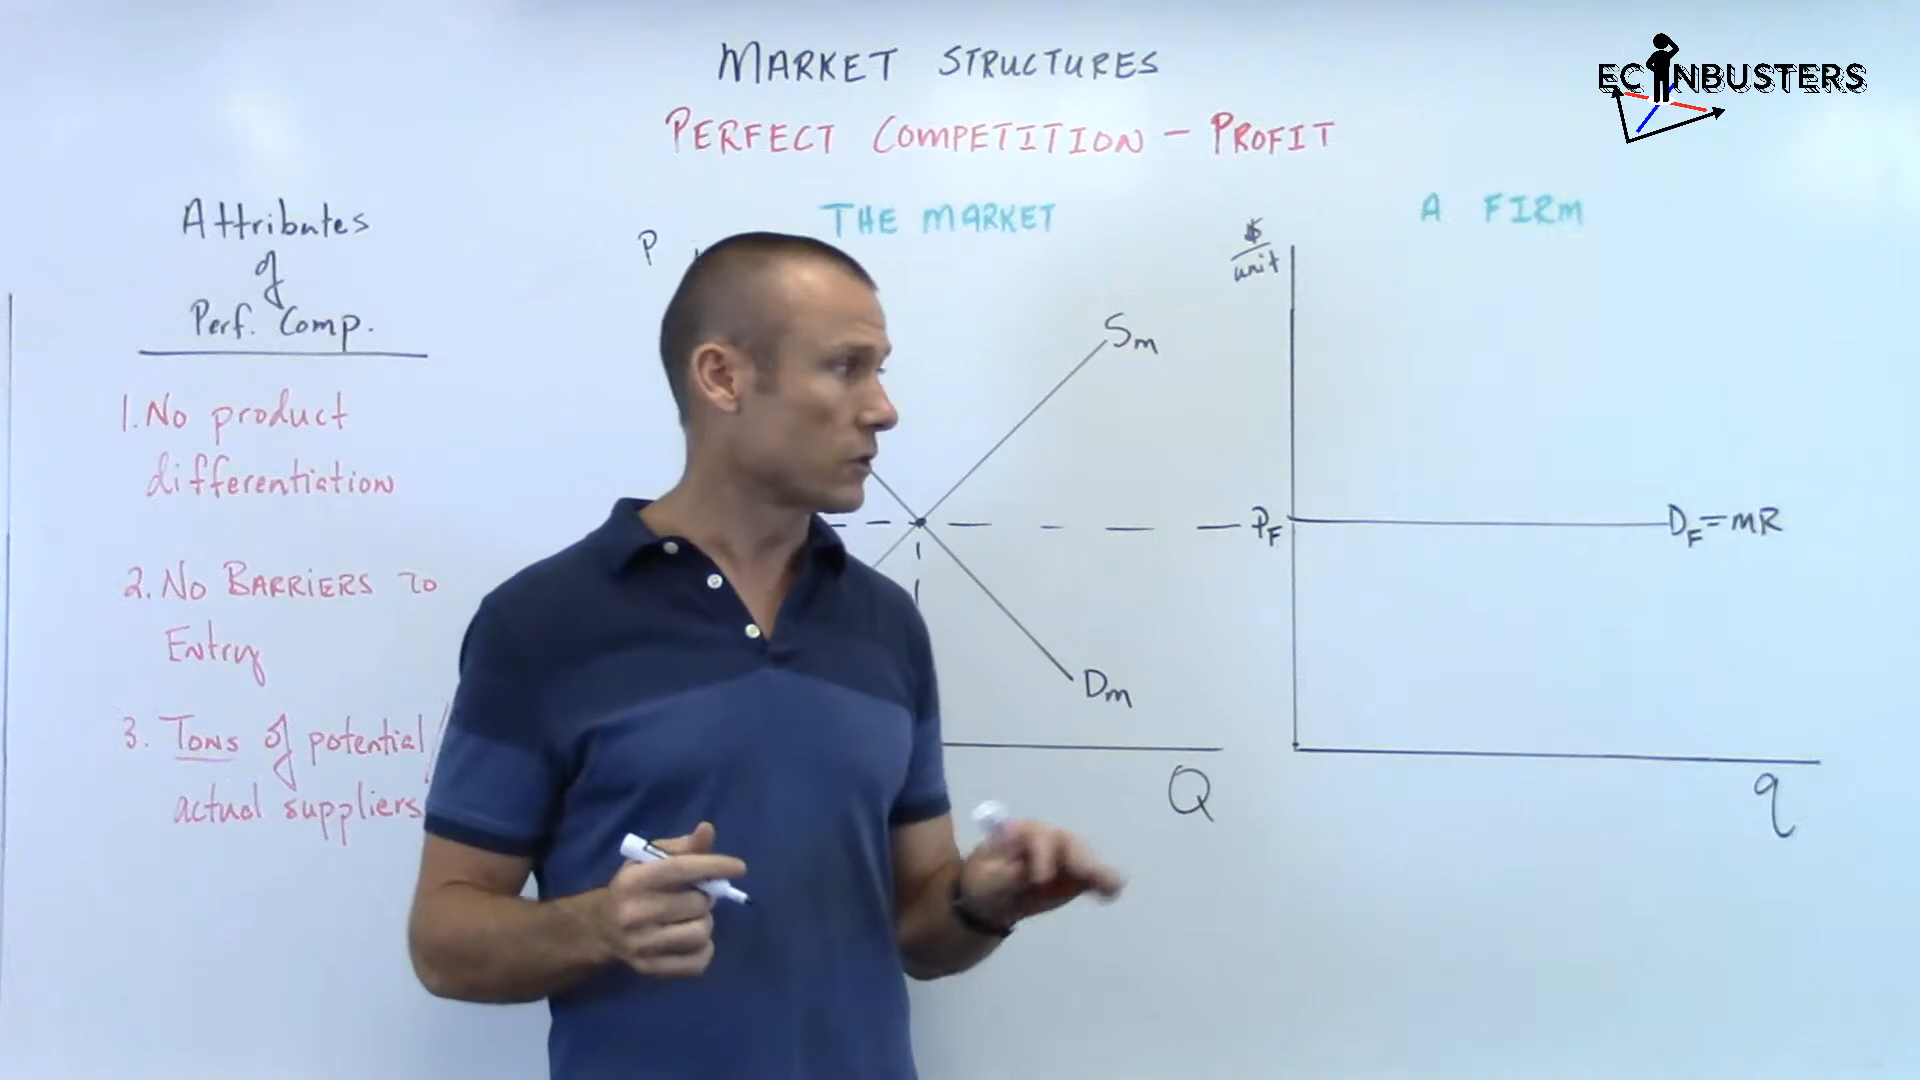 MARKET STRUCTURES
PERFECT COMPETITION - PROFIT
ECONBUSTERS
Attributes
of
Perf. Comp.
1. No product
differentiation
2. No BARRIERS TO
Entry
3. TONS of potential/
actual suppliers
THE MARKET
P
Sm
Dm
Q
A FIRM
$/unit
PF
DF=MR
q